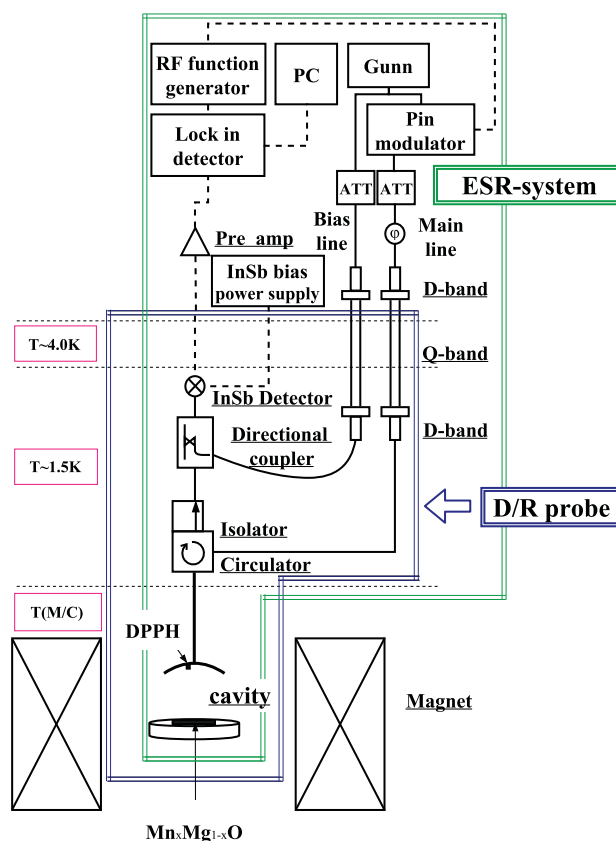 RF function
generator
PC
Gunn
Lock in
detector
Pin
modulator
ATT
ATT
ESR-system
Bias
line
φ
Main
line
Pre amp
InSb bias
power supply
D-band
T~4.0K
Q-band
InSb Detector
Directional
coupler
D-band
T~1.5K
D/R probe
Isolator
Circulator
T(M/C)
DPPH
cavity
Magnet
MnxMg1-xO